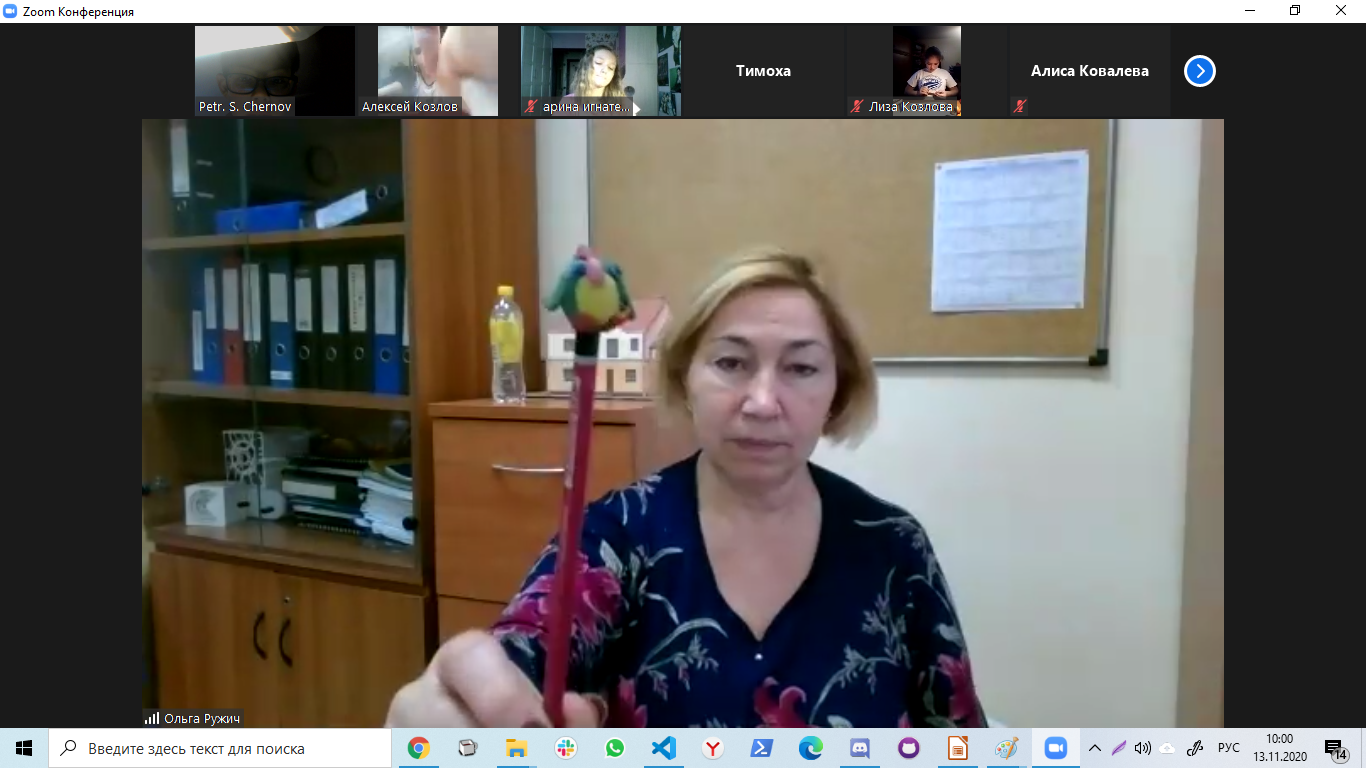 Zoom Конференция
Petr. S. Chernov
Алексей Козлов
арина игнате...
Тимоха
Лиза Козлова
Алиса Ковалева
Ольга Ружич
Введите здесь текст для поиска
РУС
10:00
13.11.2020
14